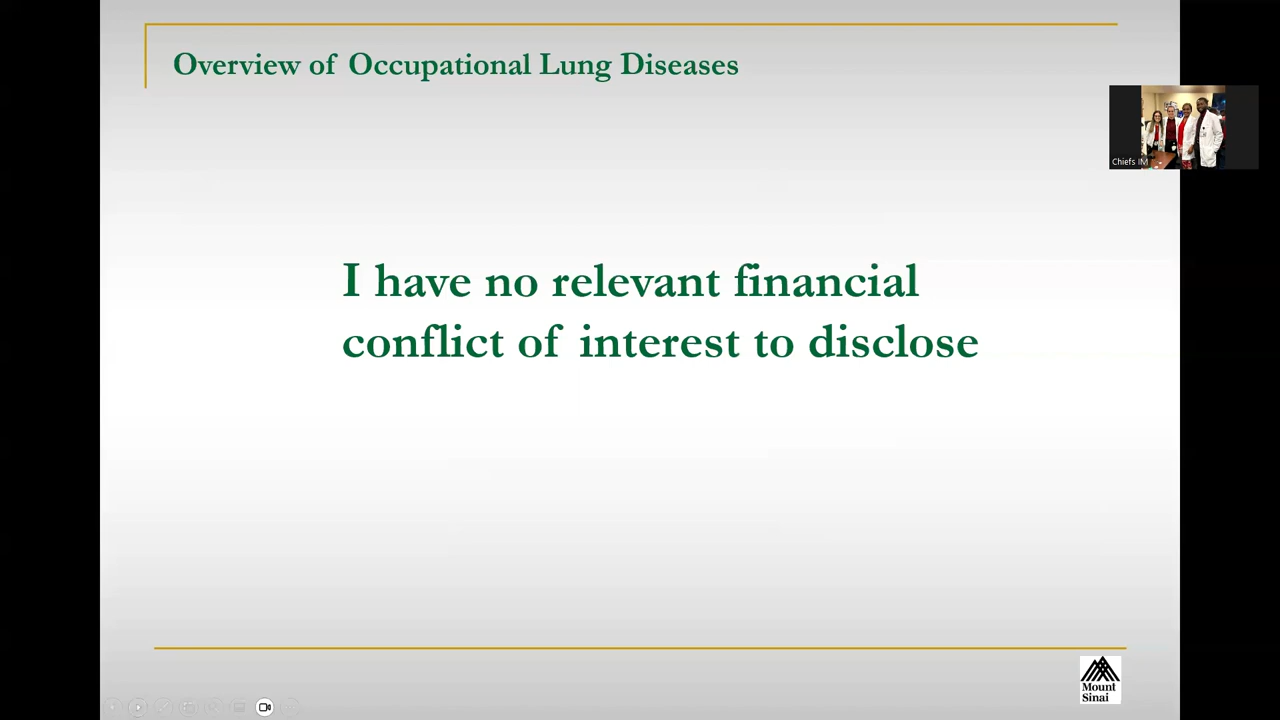 Overview of Occupational Lung Diseases
Chiefs IM
I have no relevant financial
conflict of interest to disclose
Mount
Sinai